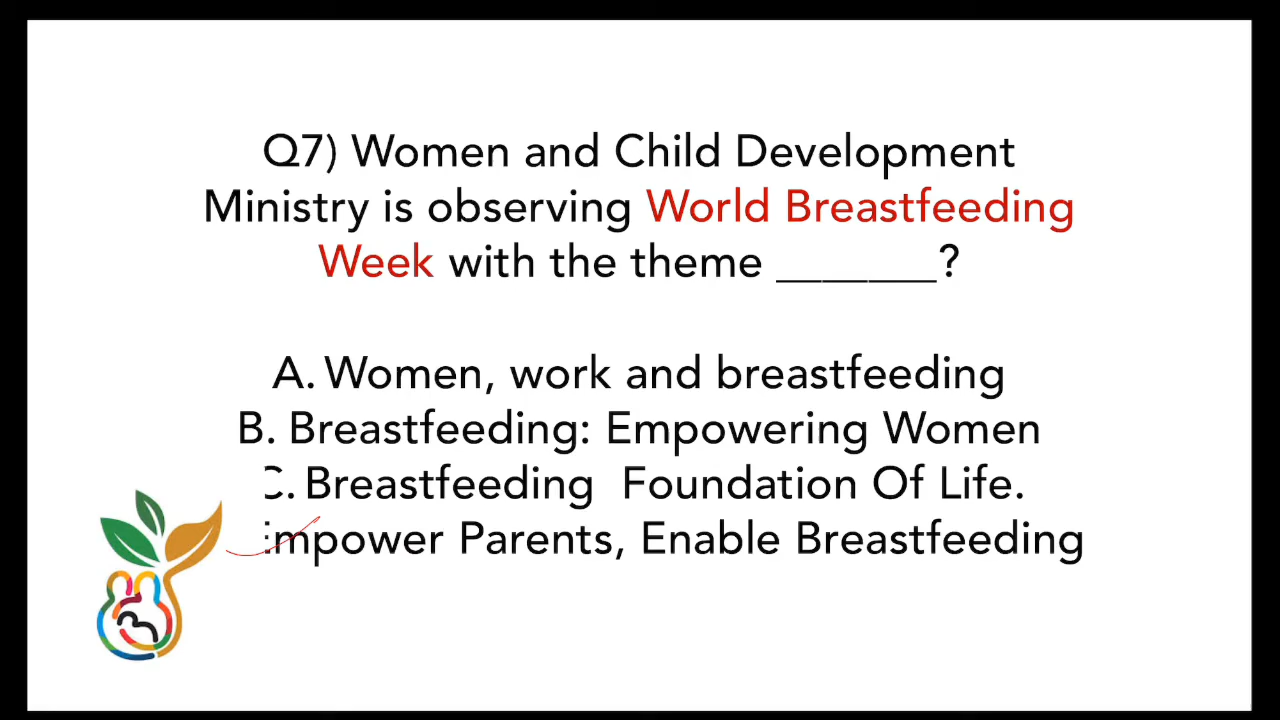 Q7) Women and Child Development
Ministry is observing World Breastfeeding
Week with the theme _______?
A. Women, work and breastfeeding
B. Breastfeeding: Empowering Women
C. Breastfeeding Foundation Of Life.
Empower Parents, Enable Breastfeeding